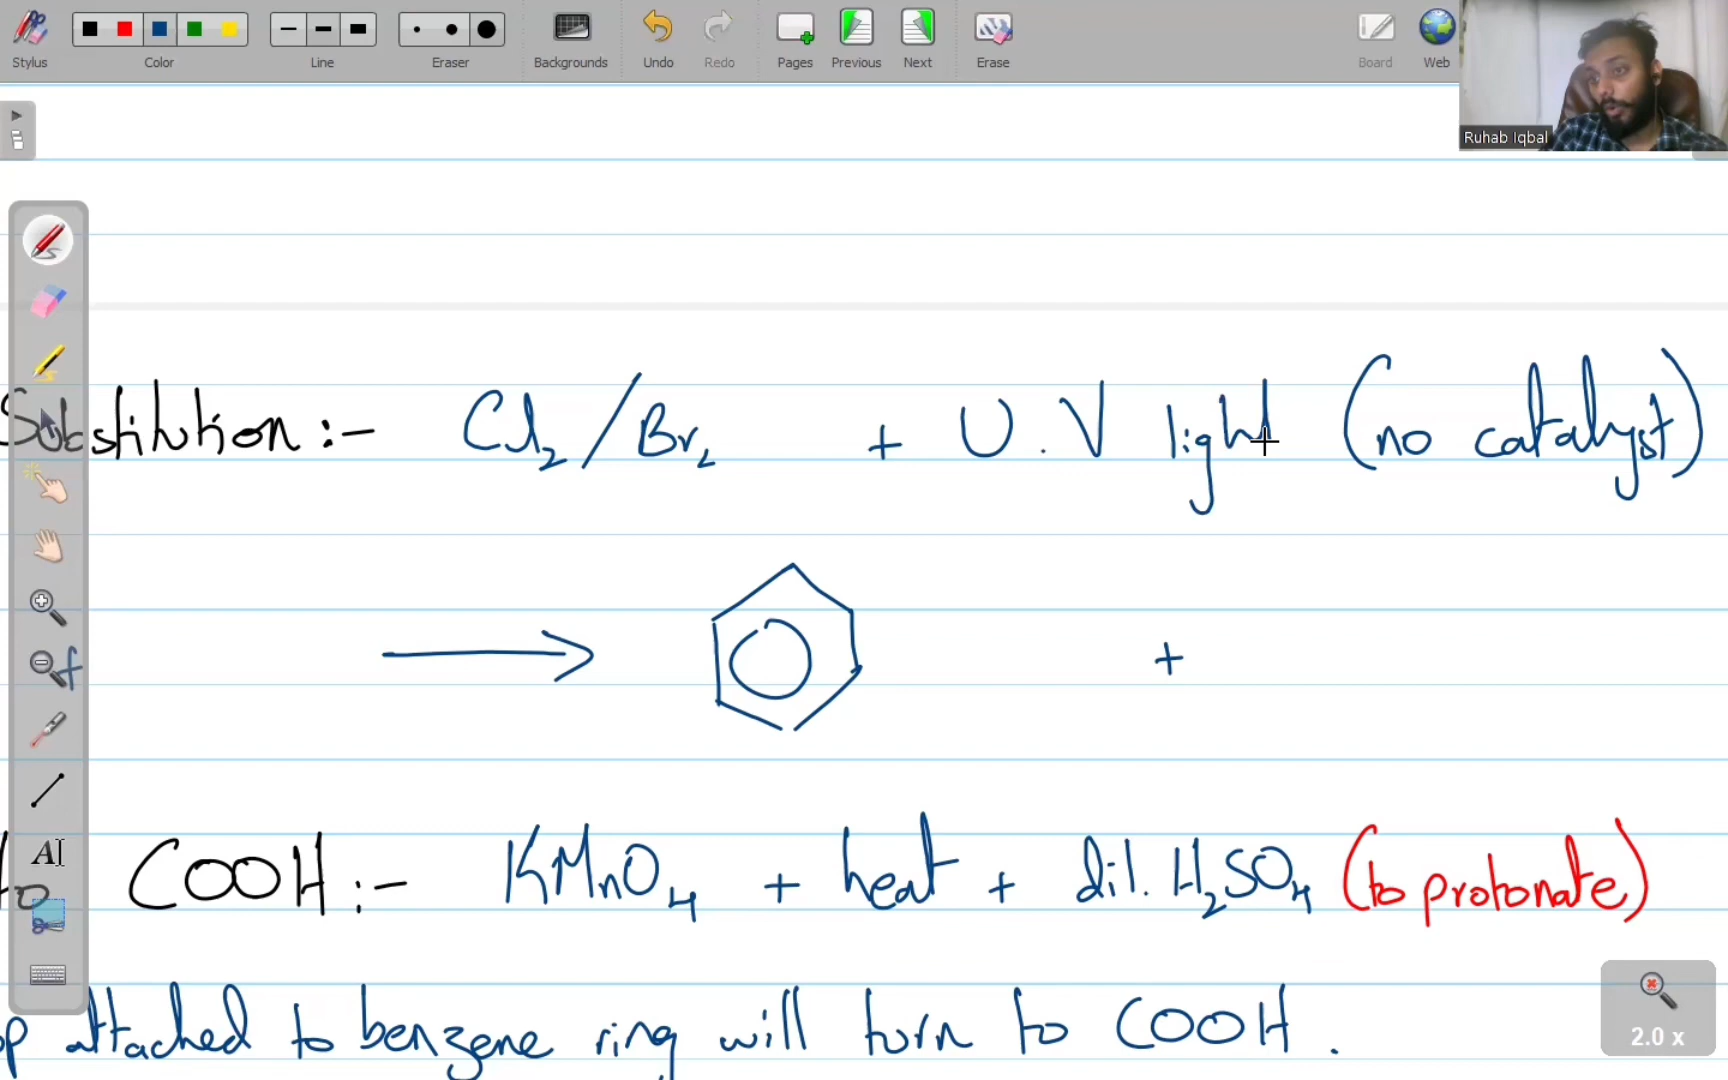 Stylus Color Line Eraser Backgrounds Undo Redo Pages Previous Next Erase Board Web
Ruhab Iqbal
Substitution :- Cl2/Br2 + U.V light (no catalyst)
+
to COOH :- KMnO4 + heat + dil. H2SO4 (to protonate)
attached to benzene ring will turn to COOH.
2.0 x